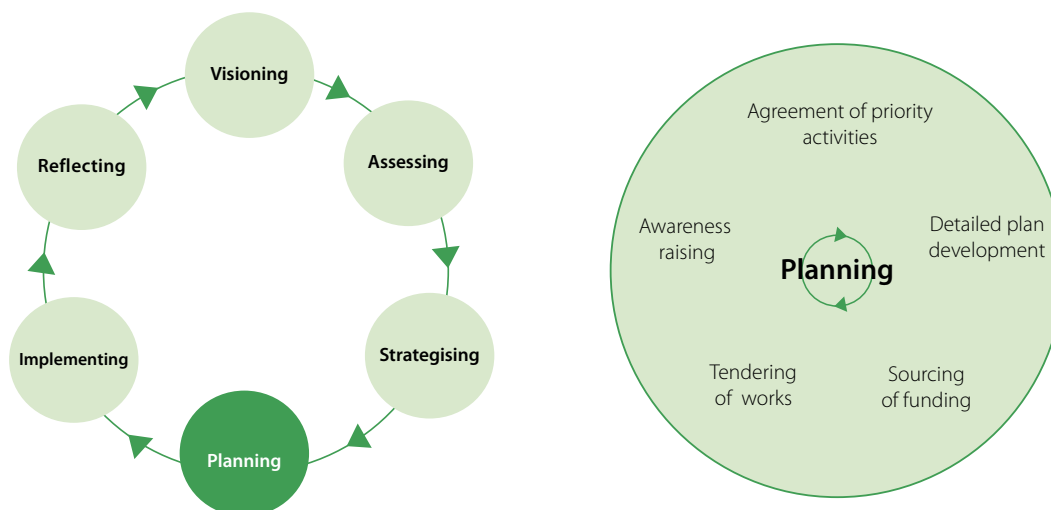 Visioning
Assessing
Strategising
Planning
Implementing
Reflecting
Agreement of priority
activities
Detailed plan
development
Sourcing
of funding
Tendering
of works
Awareness
raising
Planning